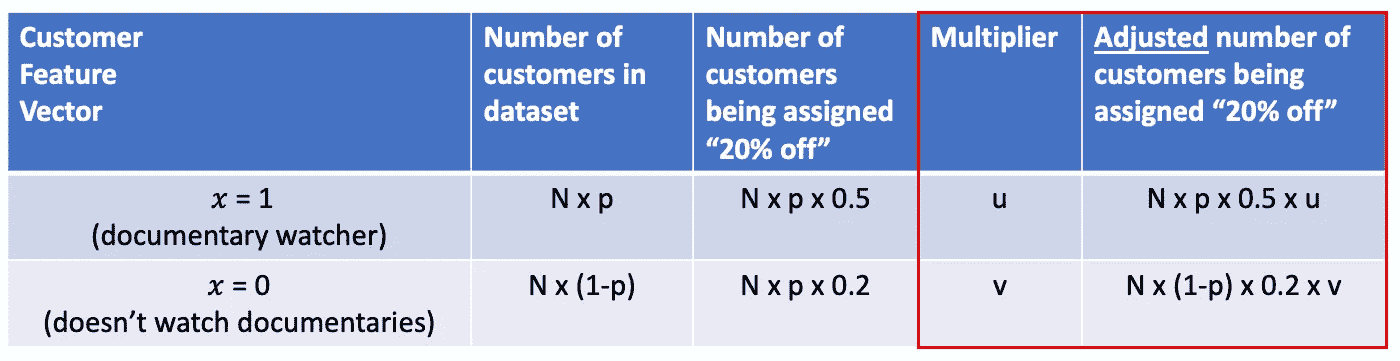 Customer
Feature
Vector
Number of
customers in
dataset
Number of
customers
being assigned
“20% off”
Multiplier
Adjusted number of
customers being
assigned “20% off”
𝑥 = 1
(documentary watcher)
N x p
N x p x 0.5
u
N x p x 0.5 x u
𝑥 = 0
(doesn’t watch documentaries)
N x (1-p)
N x p x 0.2
v
N x (1-p) x 0.2 x v